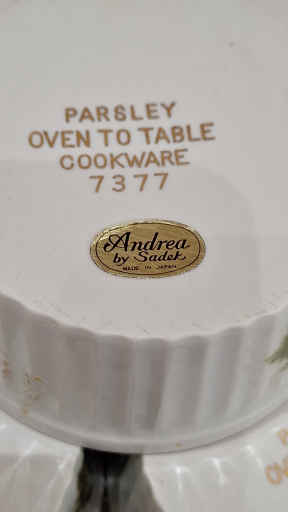 PARSLEY
OVEN TO TABLE
COOKWARE
7377
Andrea
by Sadek
MADE IN JAPAN